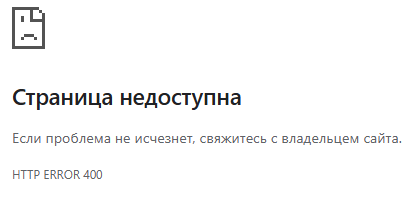 Страница недоступна
Если проблема не исчезнет, свяжитесь с владельцем сайта.
HTTP ERROR 400